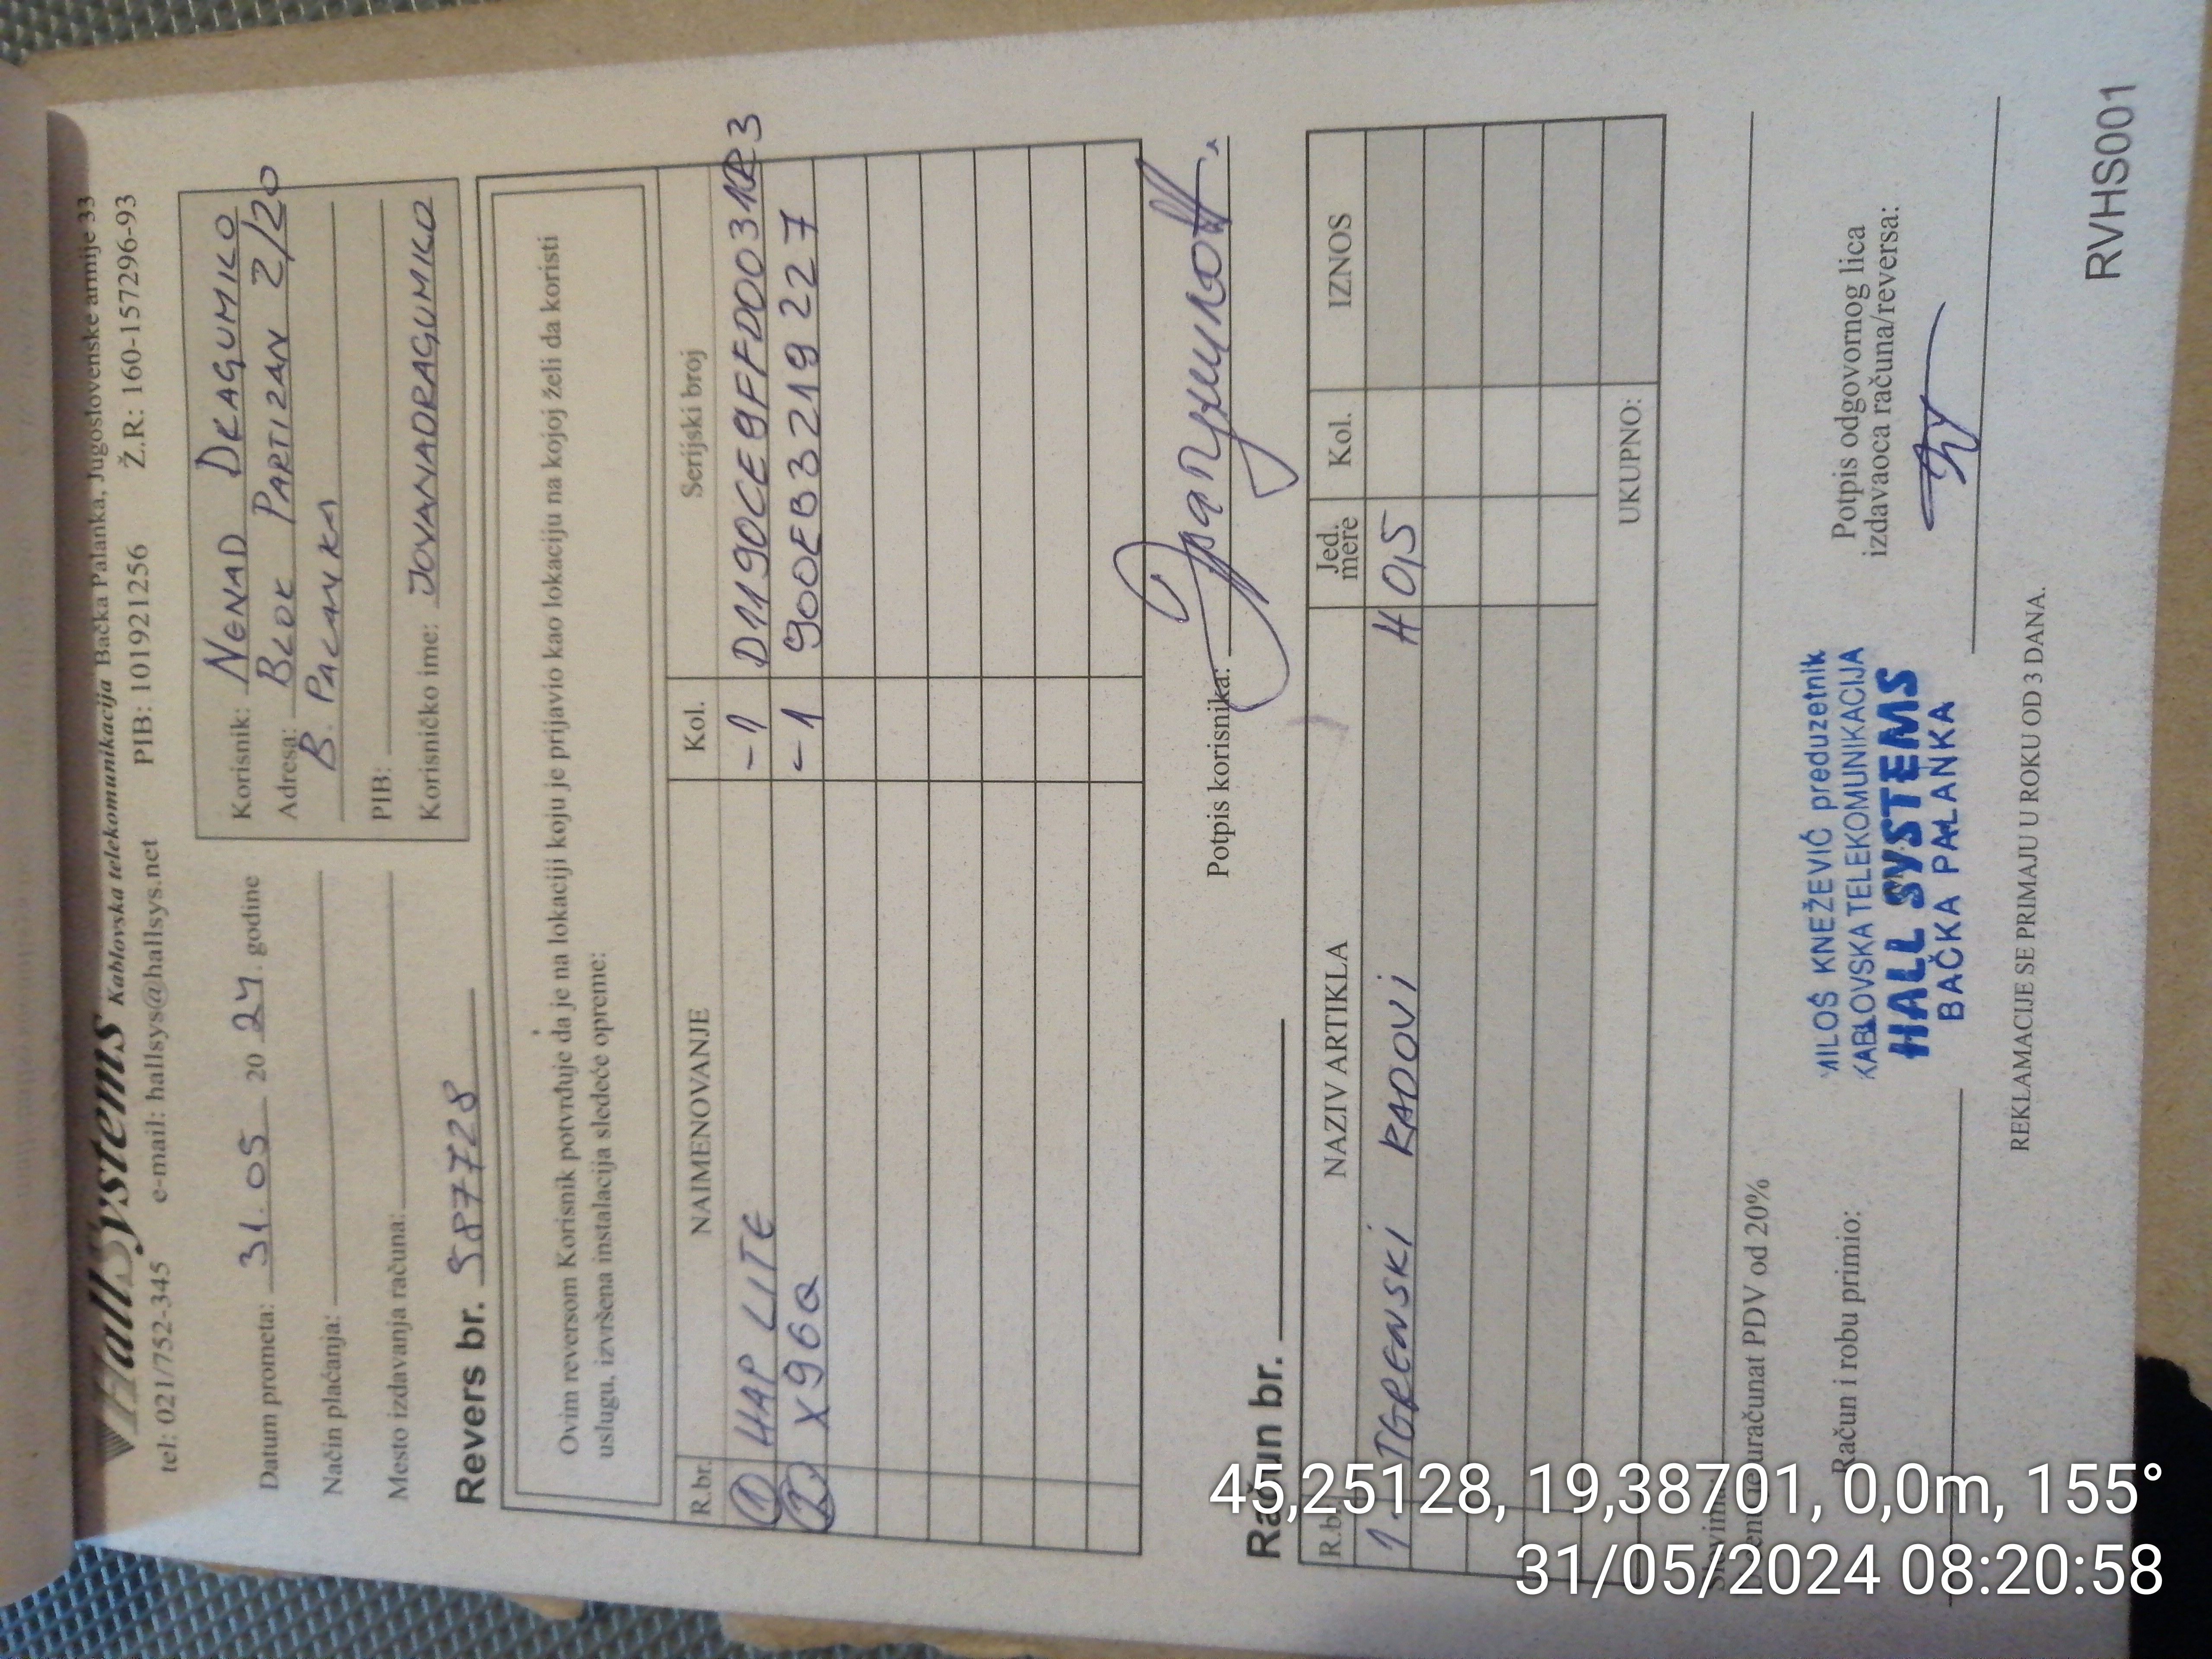 HallSystems Kablovska telekomunikacija Bačka Palanka, Jugoslovenske armije 33
tel: 021/752-345 e-mail: hallsys@hallsys.net PIB: 101921256 Ž.R: 160-157296-93
Datum prometa: 31.05 20 24. godine
Način plaćanja:
Mesto izdavanja računa:
Korisnik: NENAD DRAGUMILO
Adresa: BLOK PARTIZAN 2/20
B. PALANKA
PIB:
Korisničko ime: JOVANADRAGUMILO
Revers br. 587728
Ovim reversom Korisnik potvrđuje da je na lokaciji koju je prijavio kao lokaciju na kojoj želi da koristi
uslugu, izvršena instalacija sledeće opreme:
R.br. NAIMENOVANJE Kol. Serijski broj
1 HAP LITE -1
2 X96Q -1 900EB3219227
Potpis korisnika:
Račun br.
R.br. NAZIV ARTIKLA Jed. mere Kol. IZNOS
1- TERENSKI RADOVI H 0,5
UKUPNO:
uračunat PDV od 20%
Račun i robu primio:
MILOŠ KNEŽEVIĆ preduzetnik
KABLOVSKA TELEKOMUNIKACIJA
HALL SYSTEMS
BAČKA PALANKA
Potpis odgovornog lica
izdavaoca računa/reversa:
REKLAMACIJE SE PRIMAJU U ROKU OD 3 DANA.
RVHS001
45,25128, 19,38701, 0,0m, 155°
31/05/2024 08:20:58